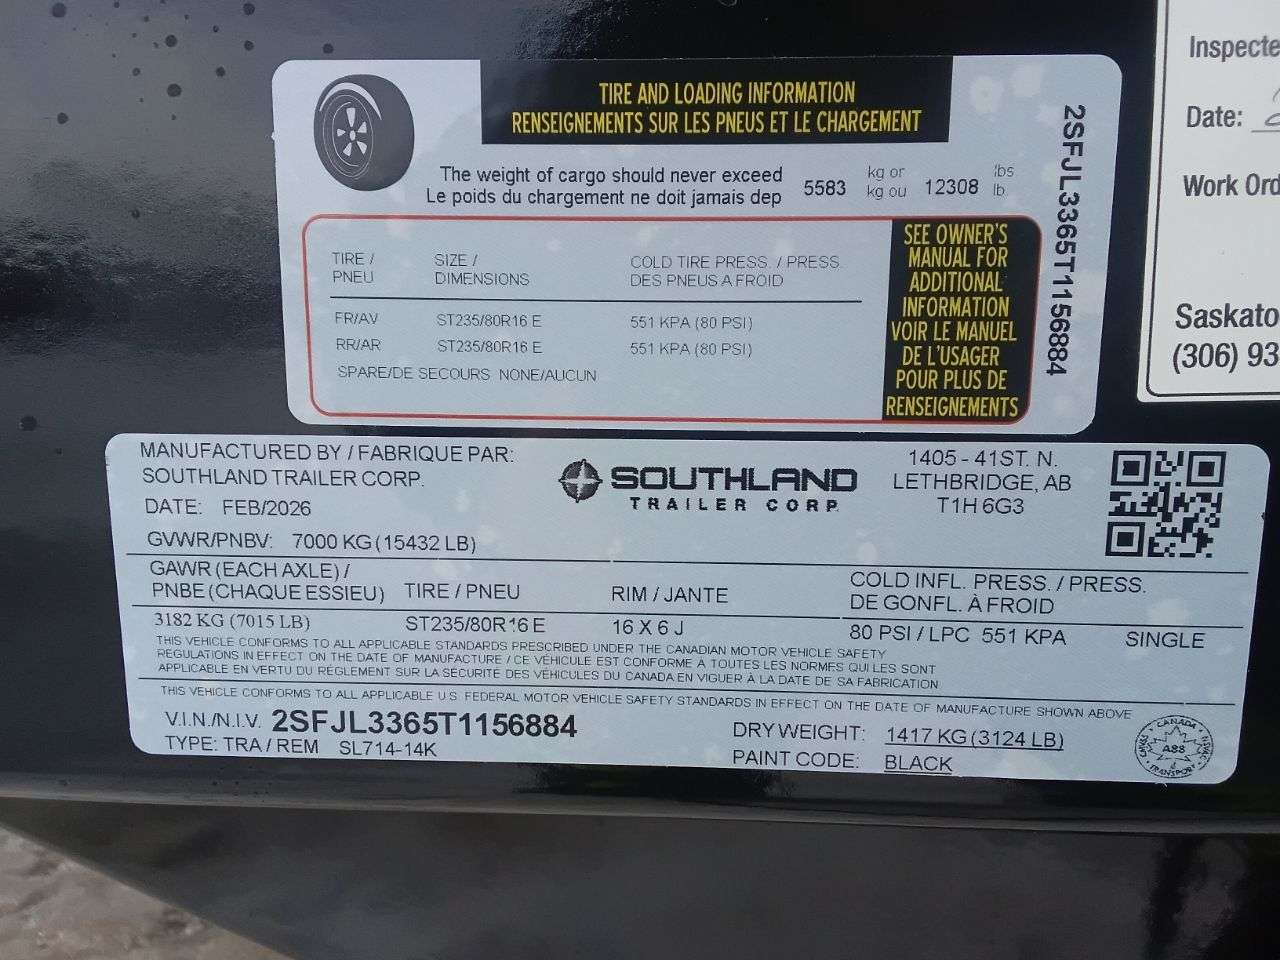 TIRE AND LOADING INFORMATION
RENSEIGNEMENTS SUR LES PNEUS ET LE CHARGEMENT
The weight of cargo should never exceed 5583 kg or 12308 lbs
Le poids du chargement ne doit jamais dep kg ou lb.
TIRE / SIZE / COLD TIRE PRESS. / PRESS.
PNEU DIMENSIONS DES PNEUS A FROID
FR/AV ST235/80R16 E 551 KPA (80 PSI)
RR/AR ST235/80R16 E 551 KPA (80 PSI)
SPARE/DE SECOURS NONE/AUCUN
SEE OWNER'S
MANUAL FOR
ADDITIONAL
INFORMATION
VOIR LE MANUEL
DE L'USAGER
POUR PLUS DE
RENSEIGNEMENTS
2SFJL3365T1156884
Inspecte
Date:
Work Ord
Saskato
(306) 93
MANUFACTURED BY / FABRIQUE PAR:
SOUTHLAND TRAILER CORP.
DATE: FEB/2026
GVWR/PNBV: 7000 KG (15432 LB)
SOUTHLAND
TRAILER CORP
1405 - 41ST. N.
LETHBRIDGE, AB
T1H 6G3
GAWR (EACH AXLE) /
PNBE (CHAQUE ESSIEU) TIRE / PNEU RIM / JANTE COLD INFL. PRESS. / PRESS.
DE GONFL. À FROID
3182 KG (7015 LB) ST235/80R16 E 16 X 6 J 80 PSI / LPC 551 KPA SINGLE
THIS VEHICLE CONFORMS TO ALL APPLICABLE STANDARDS PRESCRIBED UNDER THE CANADIAN MOTOR VEHICLE SAFETY
REGULATIONS IN EFFECT ON THE DATE OF MANUFACTURE / CE VÉHICULE EST CONFORME À TOUTES LES NORMES QUI LES SONT
APPLICABLE EN VERTU DU RÉGLEMENT SUR LA SÉCURITÉ DES VÉHICULES DU CANADA EN VIGUER À LA DATE DE SA FABRICATION
THIS VEHICLE CONFORMS TO ALL APPLICABLE U.S. FEDERAL MOTOR VEHICLE SAFETY STANDARDS IN EFFECT ON THE DATE OF MANUFACTURE SHOWN ABOVE
V.I.N./N.I.V. 2SFJL3365T1156884 DRY WEIGHT: 1417 KG (3124 LB)
TYPE: TRA / REM SL714-14K PAINT CODE: BLACK
CANADA
A88
TRANSPORT